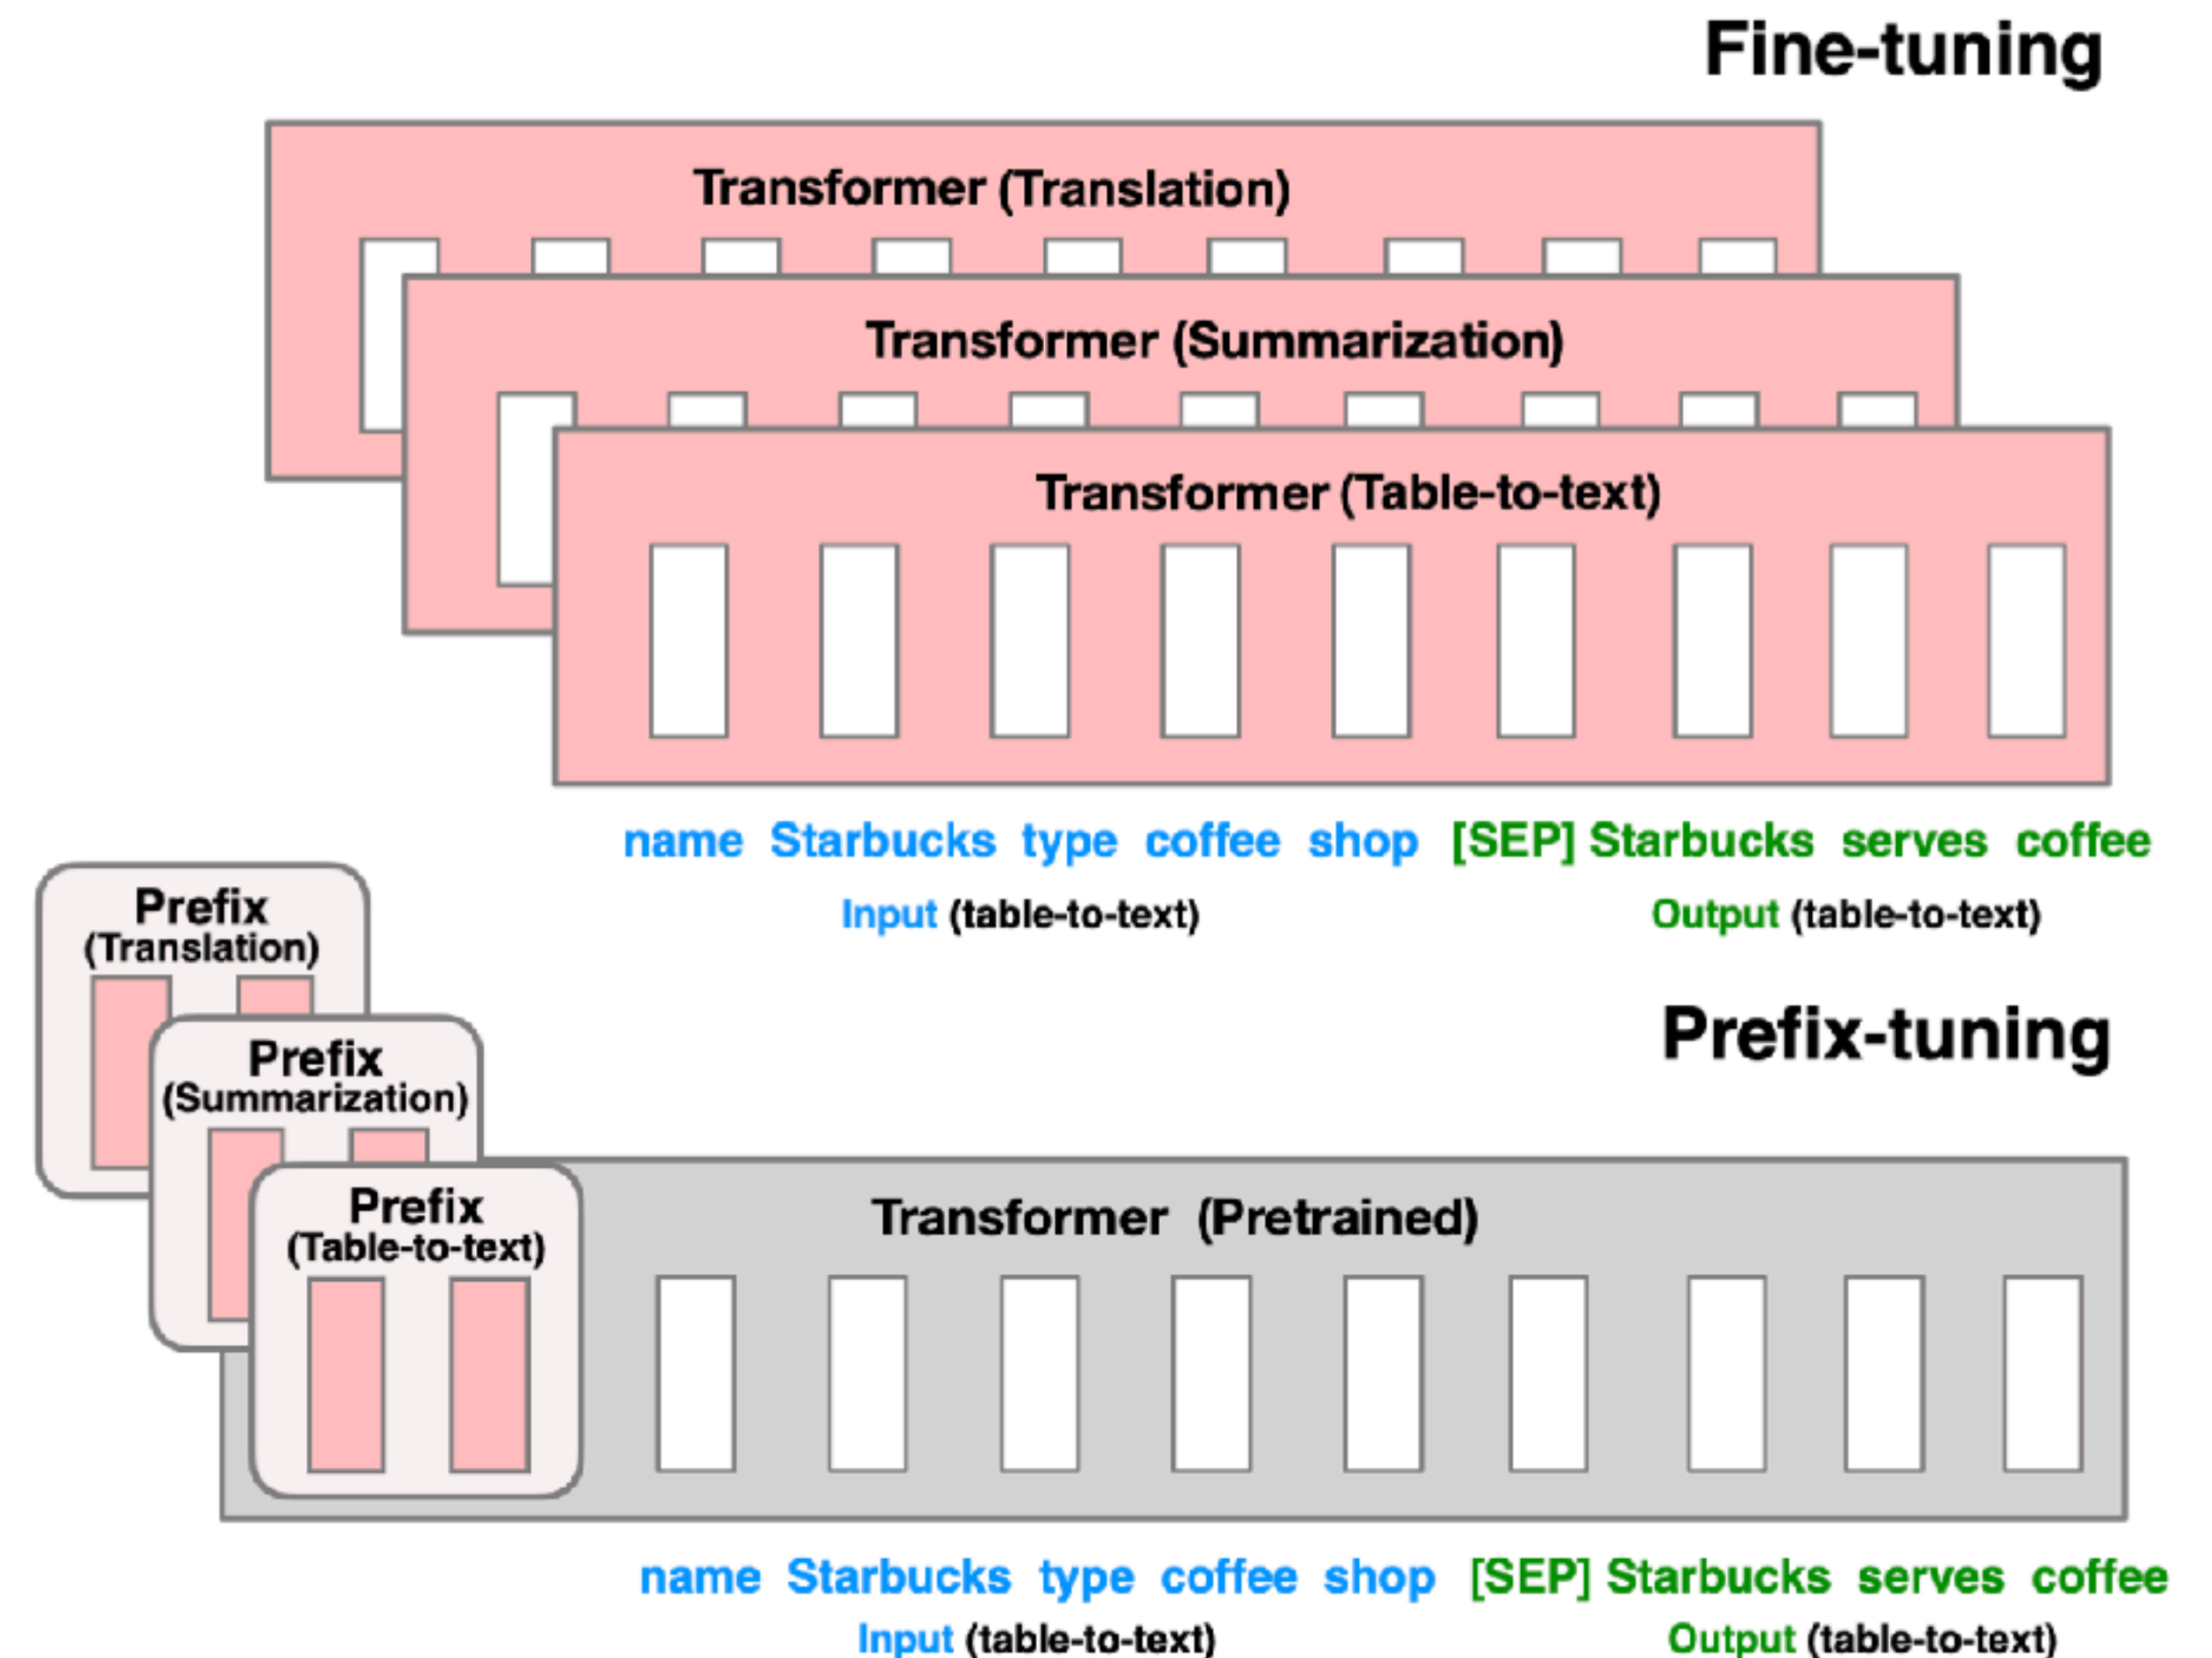 Fine-tuning
Transformer (Translation)
Transformer (Summarization)
Transformer (Table-to-text)
name Starbucks type coffee shop [SEP] Starbucks serves coffee
Input (table-to-text) Output (table-to-text)
Prefix
(Translation)
Prefix-tuning
Prefix
(Summarization)
Prefix
(Table-to-text)
Transformer (Pretrained)
name Starbucks type coffee shop [SEP] Starbucks serves coffee
Input (table-to-text) Output (table-to-text)